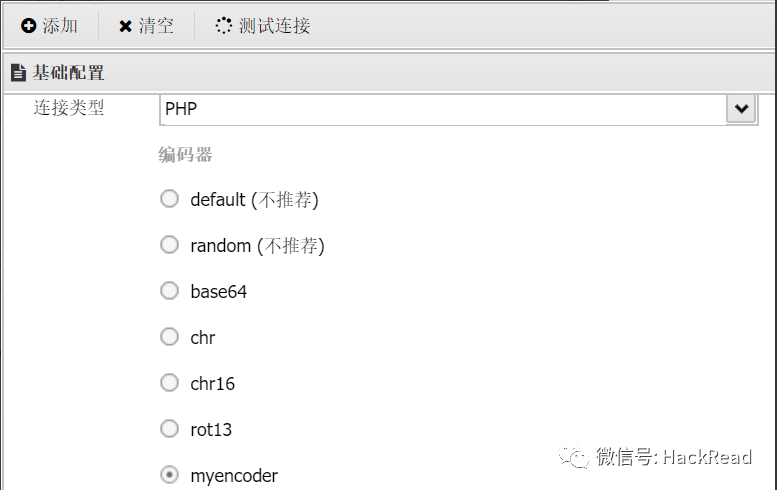 添加 清空 测试连接
基础配置
连接类型 PHP
编码器
default (不推荐)
random (不推荐)
base64
chr
chr16
rot13
myencoder
微信号: HackRead